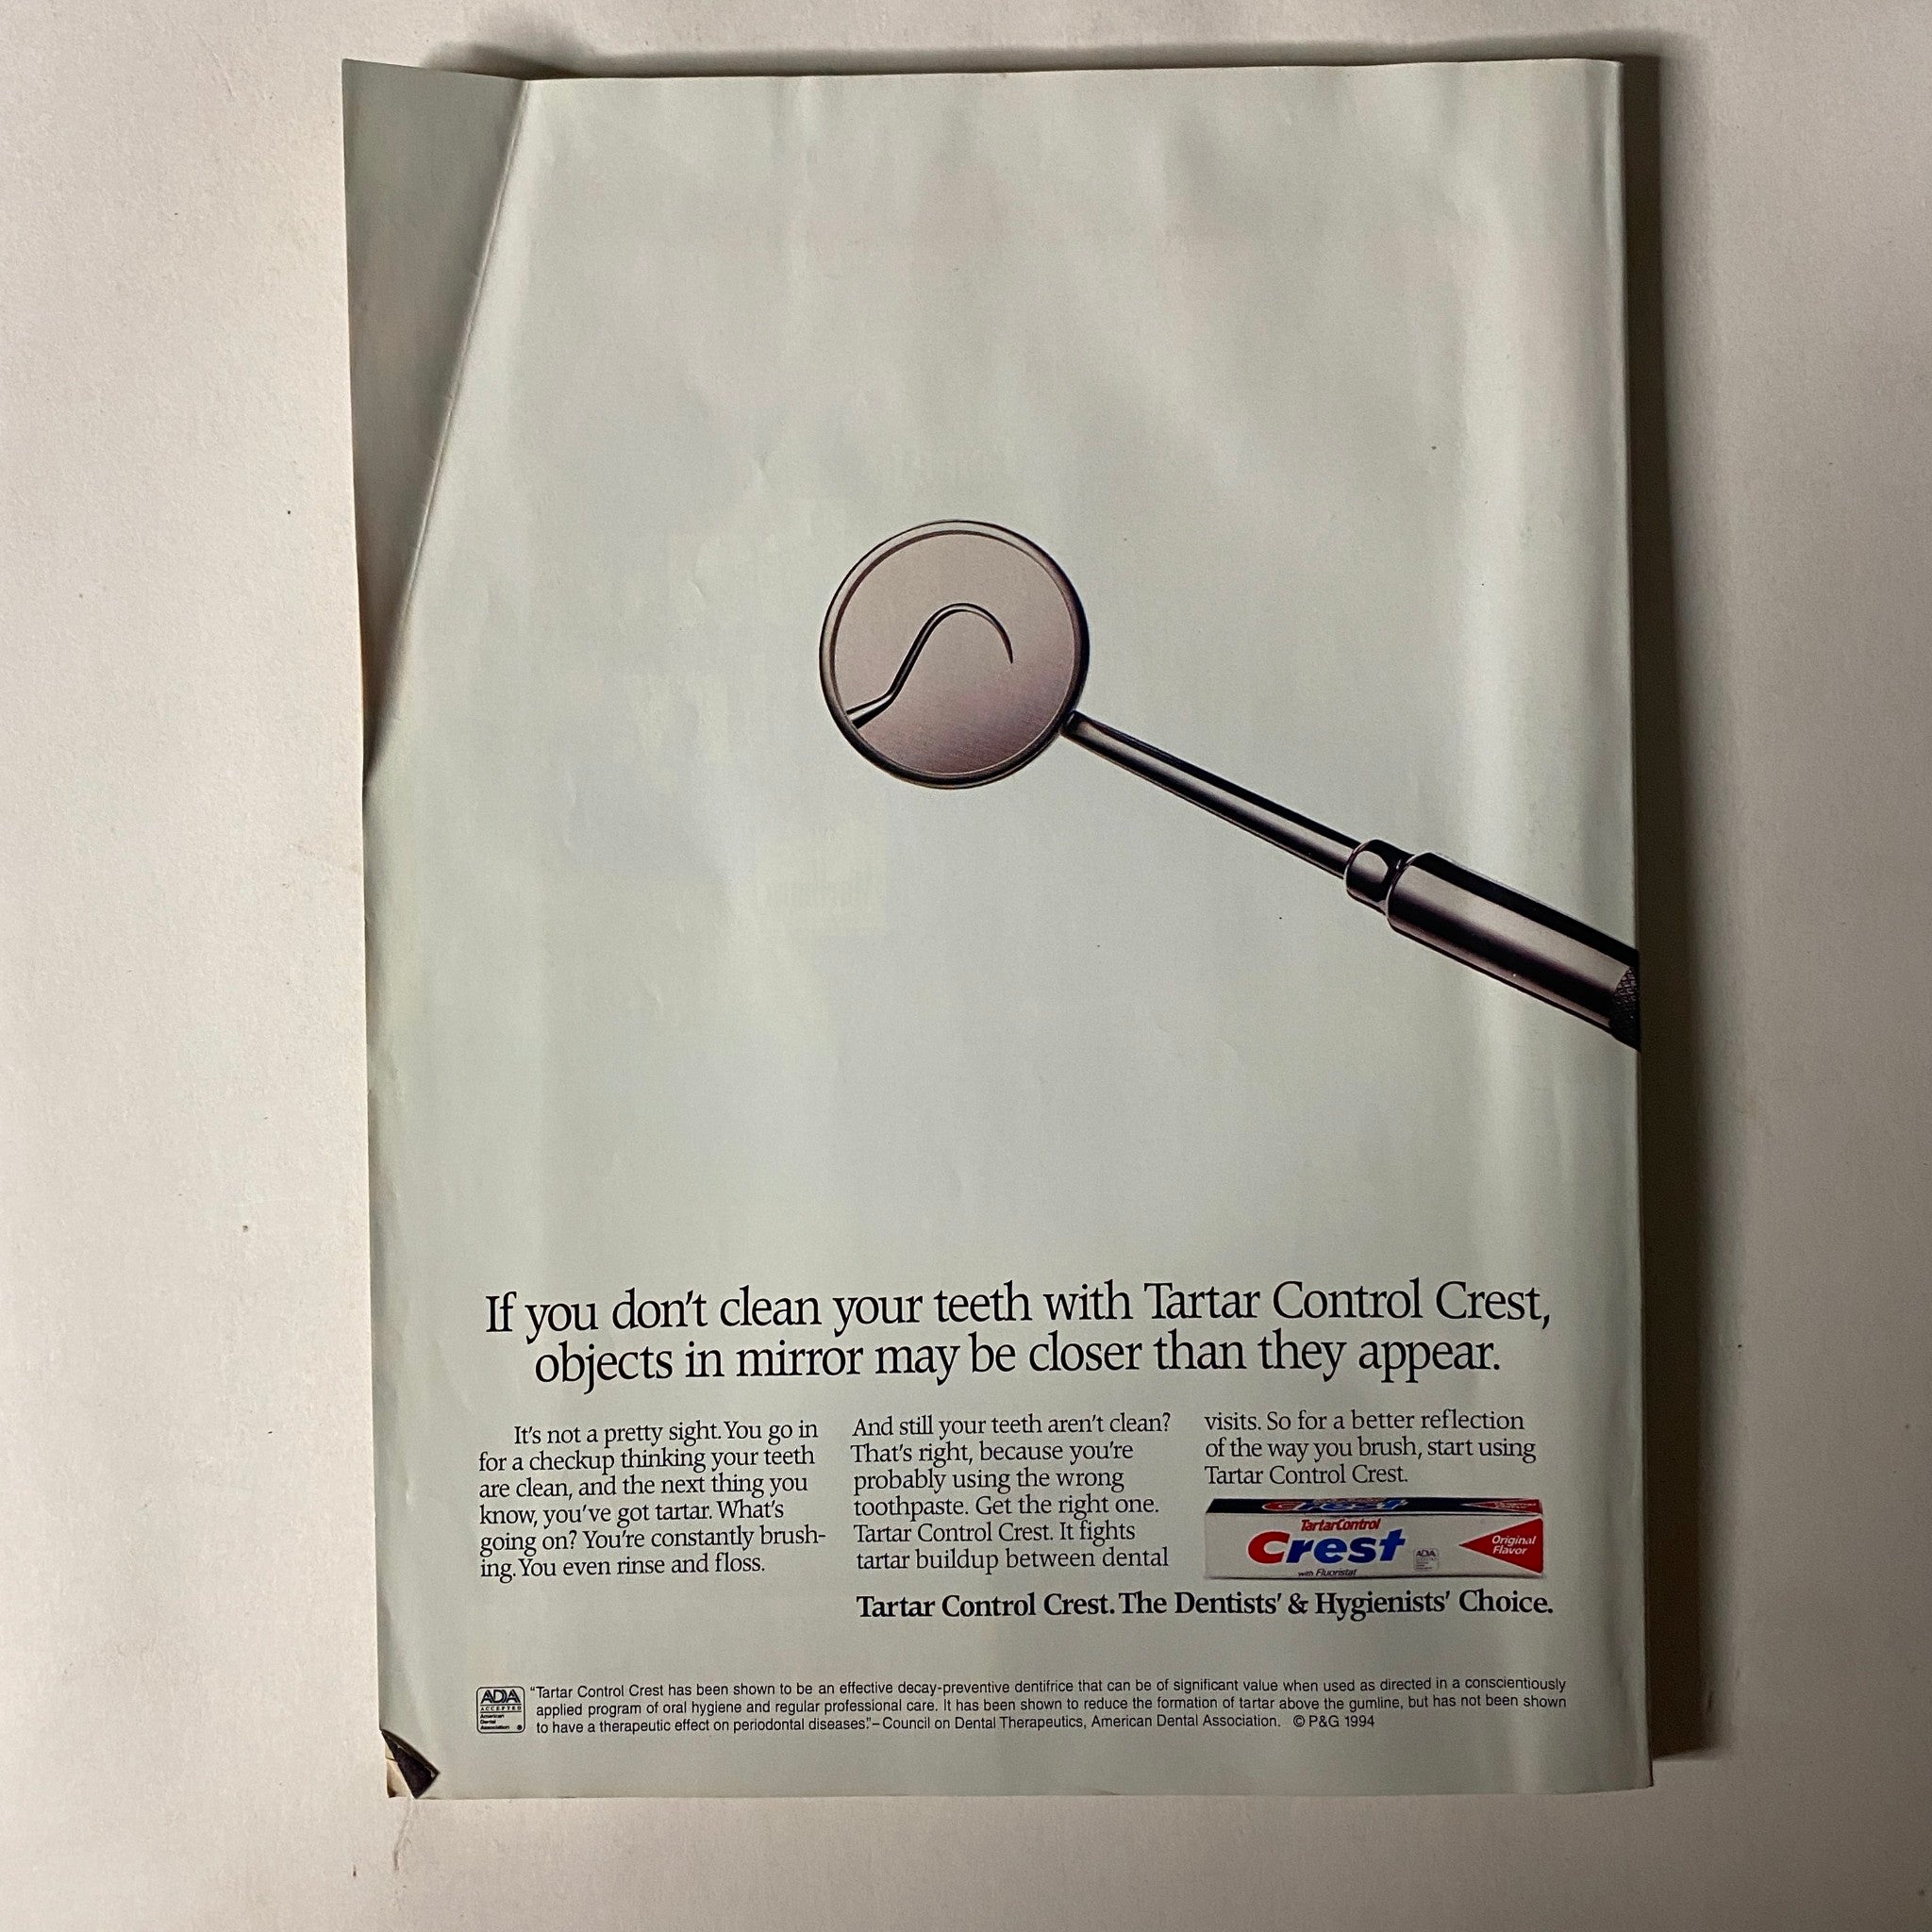 If you don't clean your teeth with Tartar Control Crest,
objects in mirror may be closer than they appear.
It's not a pretty sight. You go in
for a checkup thinking your teeth
are clean, and the next thing you
know, you've got tartar. What's
going on? You're constantly brush-
ing. You even rinse and floss.
And still your teeth aren't clean?
That's right, because you're
probably using the wrong
toothpaste. Get the right one.
Tartar Control Crest. It fights
tartar buildup between dental
visits. So for a better reflection
of the way you brush, start using
Tartar Control Crest.
Crest
TartarControl
Crest
with Fluoristat
ADA
Original
Flavor
Tartar Control Crest. The Dentists' & Hygienists' Choice.
ADA
ACCEPTED
American
Dental
Association ®
"Tartar Control Crest has been shown to be an effective decay-preventive dentifrice that can be of significant value when used as directed in a conscientiously
applied program of oral hygiene and regular professional care. It has been shown to reduce the formation of tartar above the gumline, but has not been shown
to have a therapeutic effect on periodontal diseases."–Council on Dental Therapeutics, American Dental Association. © P&G 1994